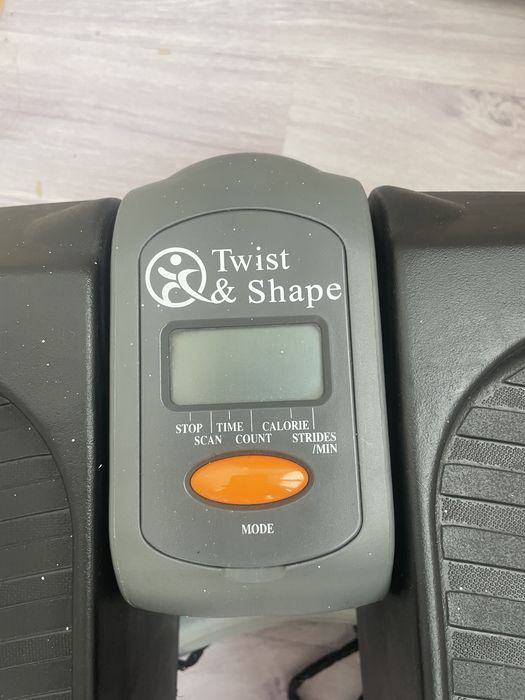 Twist
& Shape
STOP TIME CALORIE
SCAN COUNT STRIDES
/MIN
MODE